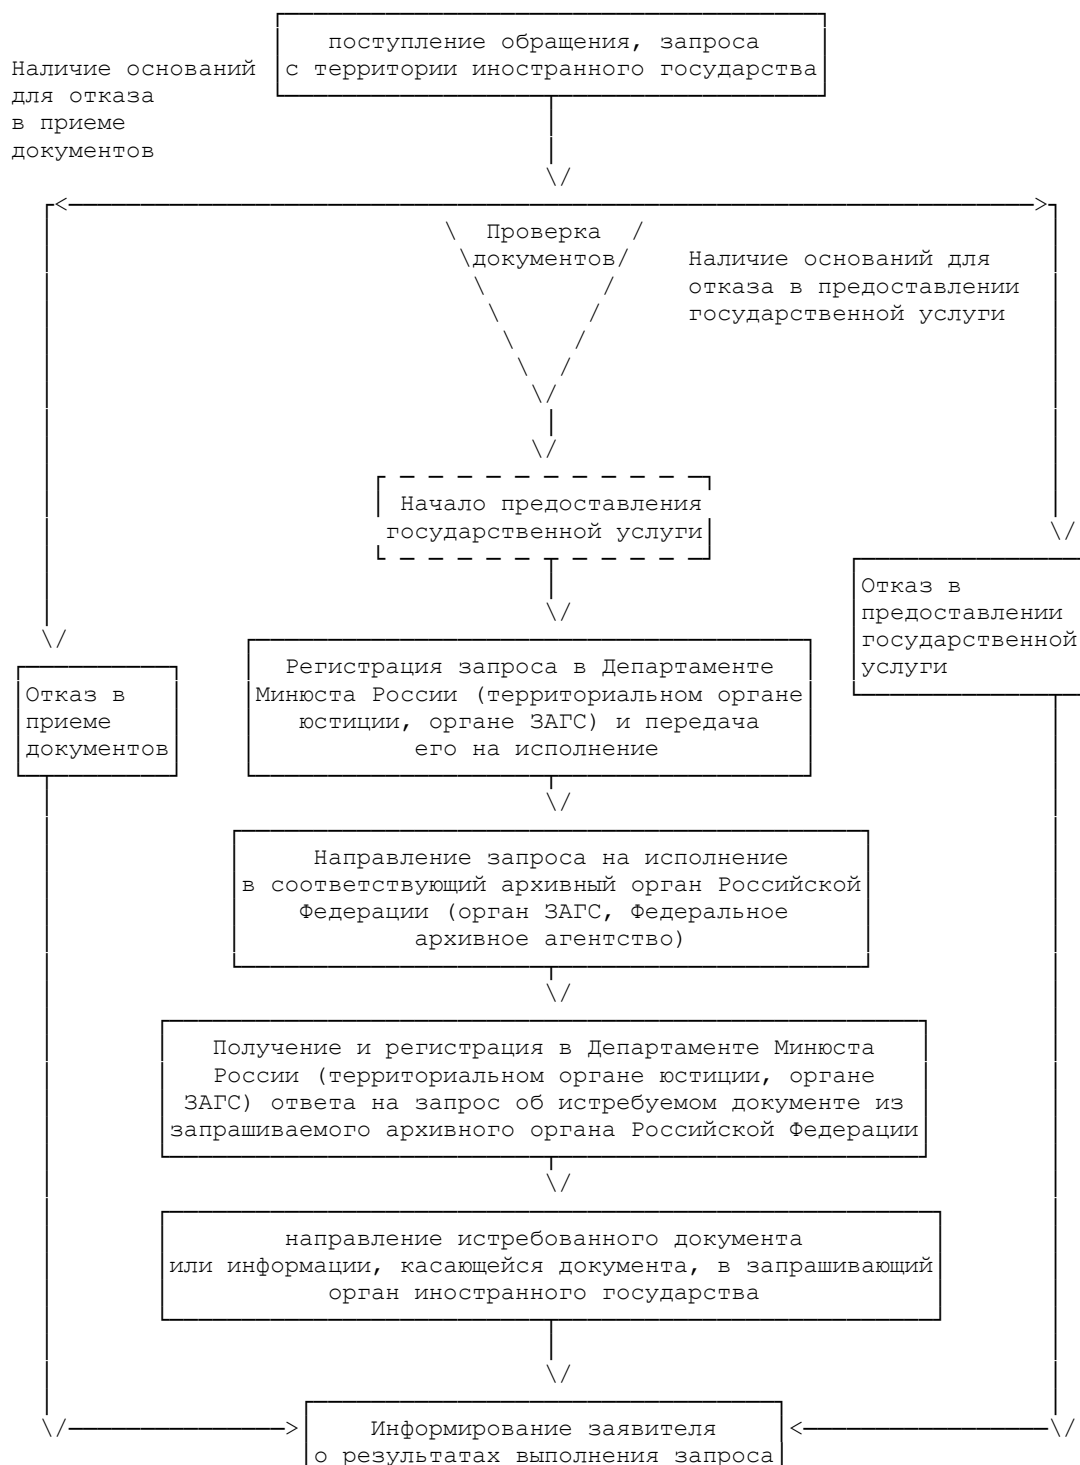 поступление обращения, запроса
с территории иностранного государства
Наличие оснований
для отказа
в приеме
документов
Проверка
документов
Наличие оснований для
отказа в предоставлении
государственной услуги
Начало предоставления
государственной услуги
Отказ в
предоставлении
государственной
услуги
Отказ в
приеме
документов
Регистрация запроса в Департаменте
Минюста России (территориальном органе
юстиции, органе ЗАГС) и передача
его на исполнение
Направление запроса на исполнение
в соответствующий архивный орган Российской
Федерации (орган ЗАГС, Федеральное
архивное агентство)
Получение и регистрация в Департаменте Минюста
России (территориальном органе юстиции, органе
ЗАГС) ответа на запрос об истребуемом документе из
запрашиваемого архивного органа Российской Федерации
направление истребованного документа
или информации, касающейся документа, в запрашивающий
орган иностранного государства
Информирование заявителя
о результатах выполнения запроса